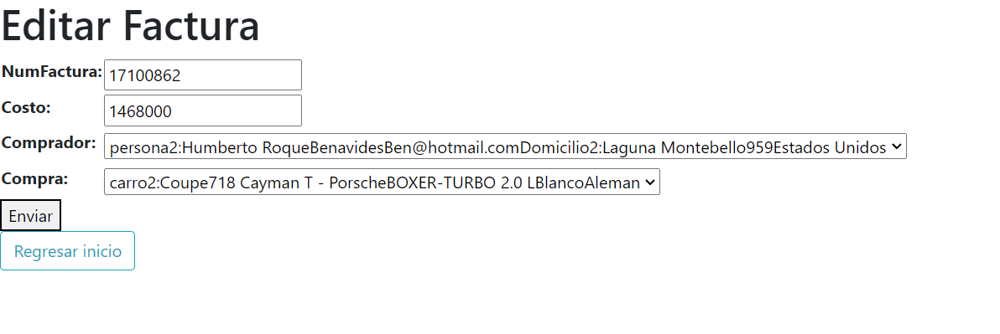 Editar Factura
NumFactura: 17100862
Costo: 1468000
Comprador: persona2:Humberto RoqueBenavidesBen@hotmail.comDomicilio2:Laguna Montebello959Estados Unidos
Compra: carro2:Coupe718 Cayman T - PorscheBOXER-TURBO 2.0 LBlancoAleman
Enviar
Regresar inicio